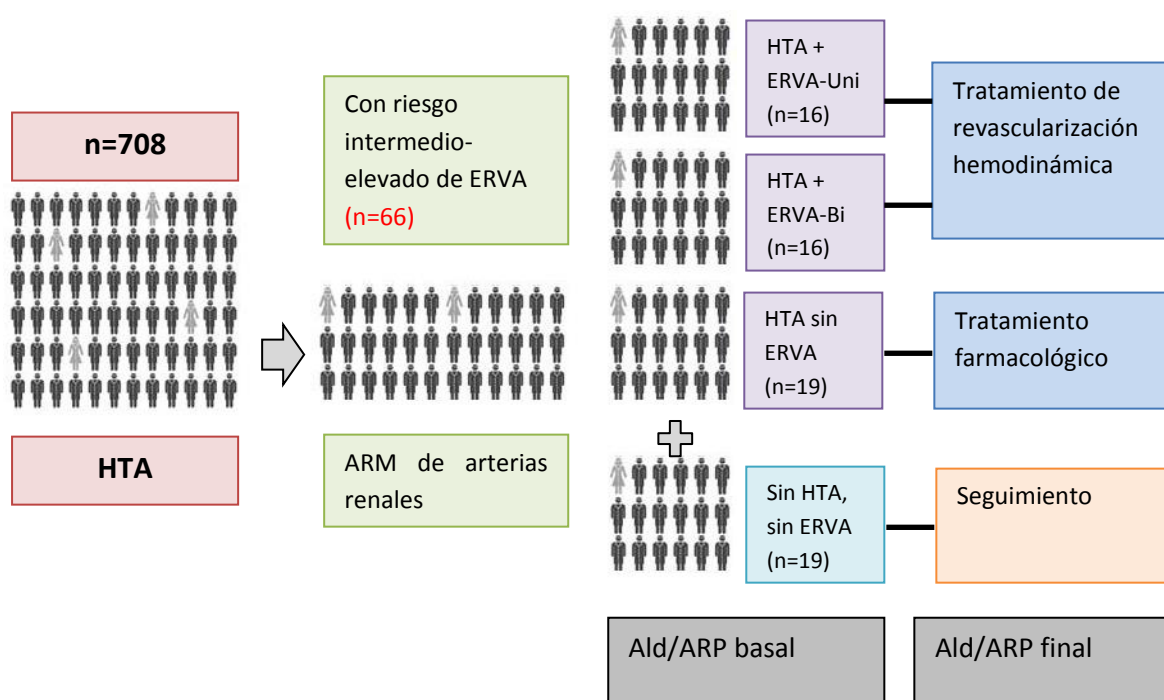 n=708
HTA
Con riesgo
intermedio-
elevado de ERVA
(n=66)
ARM de arterias
renales
HTA +
ERVA-Uni
(n=16)
HTA +
ERVA-Bi
(n=16)
HTA sin
ERVA
(n=19)
Sin HTA,
sin ERVA
(n=19)
Tratamiento de
revascularización
hemodinámica
Tratamiento
farmacológico
Seguimiento
Ald/ARP basal
Ald/ARP final